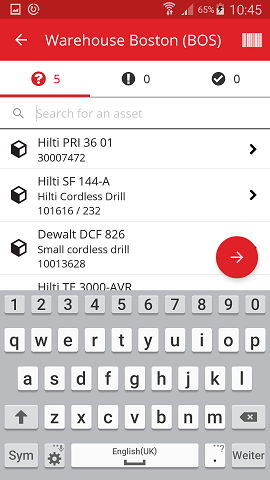 65% 10:45
Warehouse Boston (BOS)
5 0 0
Search for an asset
Hilti PRI 36 01
30007472
Hilti SF 144-A
Hilti Cordless Drill
101616 / 232
Dewalt DCF 826
Small cordless drill
10013628
Hilti TE 3000-AVR
1 2 3 4 5 6 7 8 9 0
q w e r t y u i o p
a s d f g h j k l
z x c v b n m
Sym English(UK) . ? Weiter